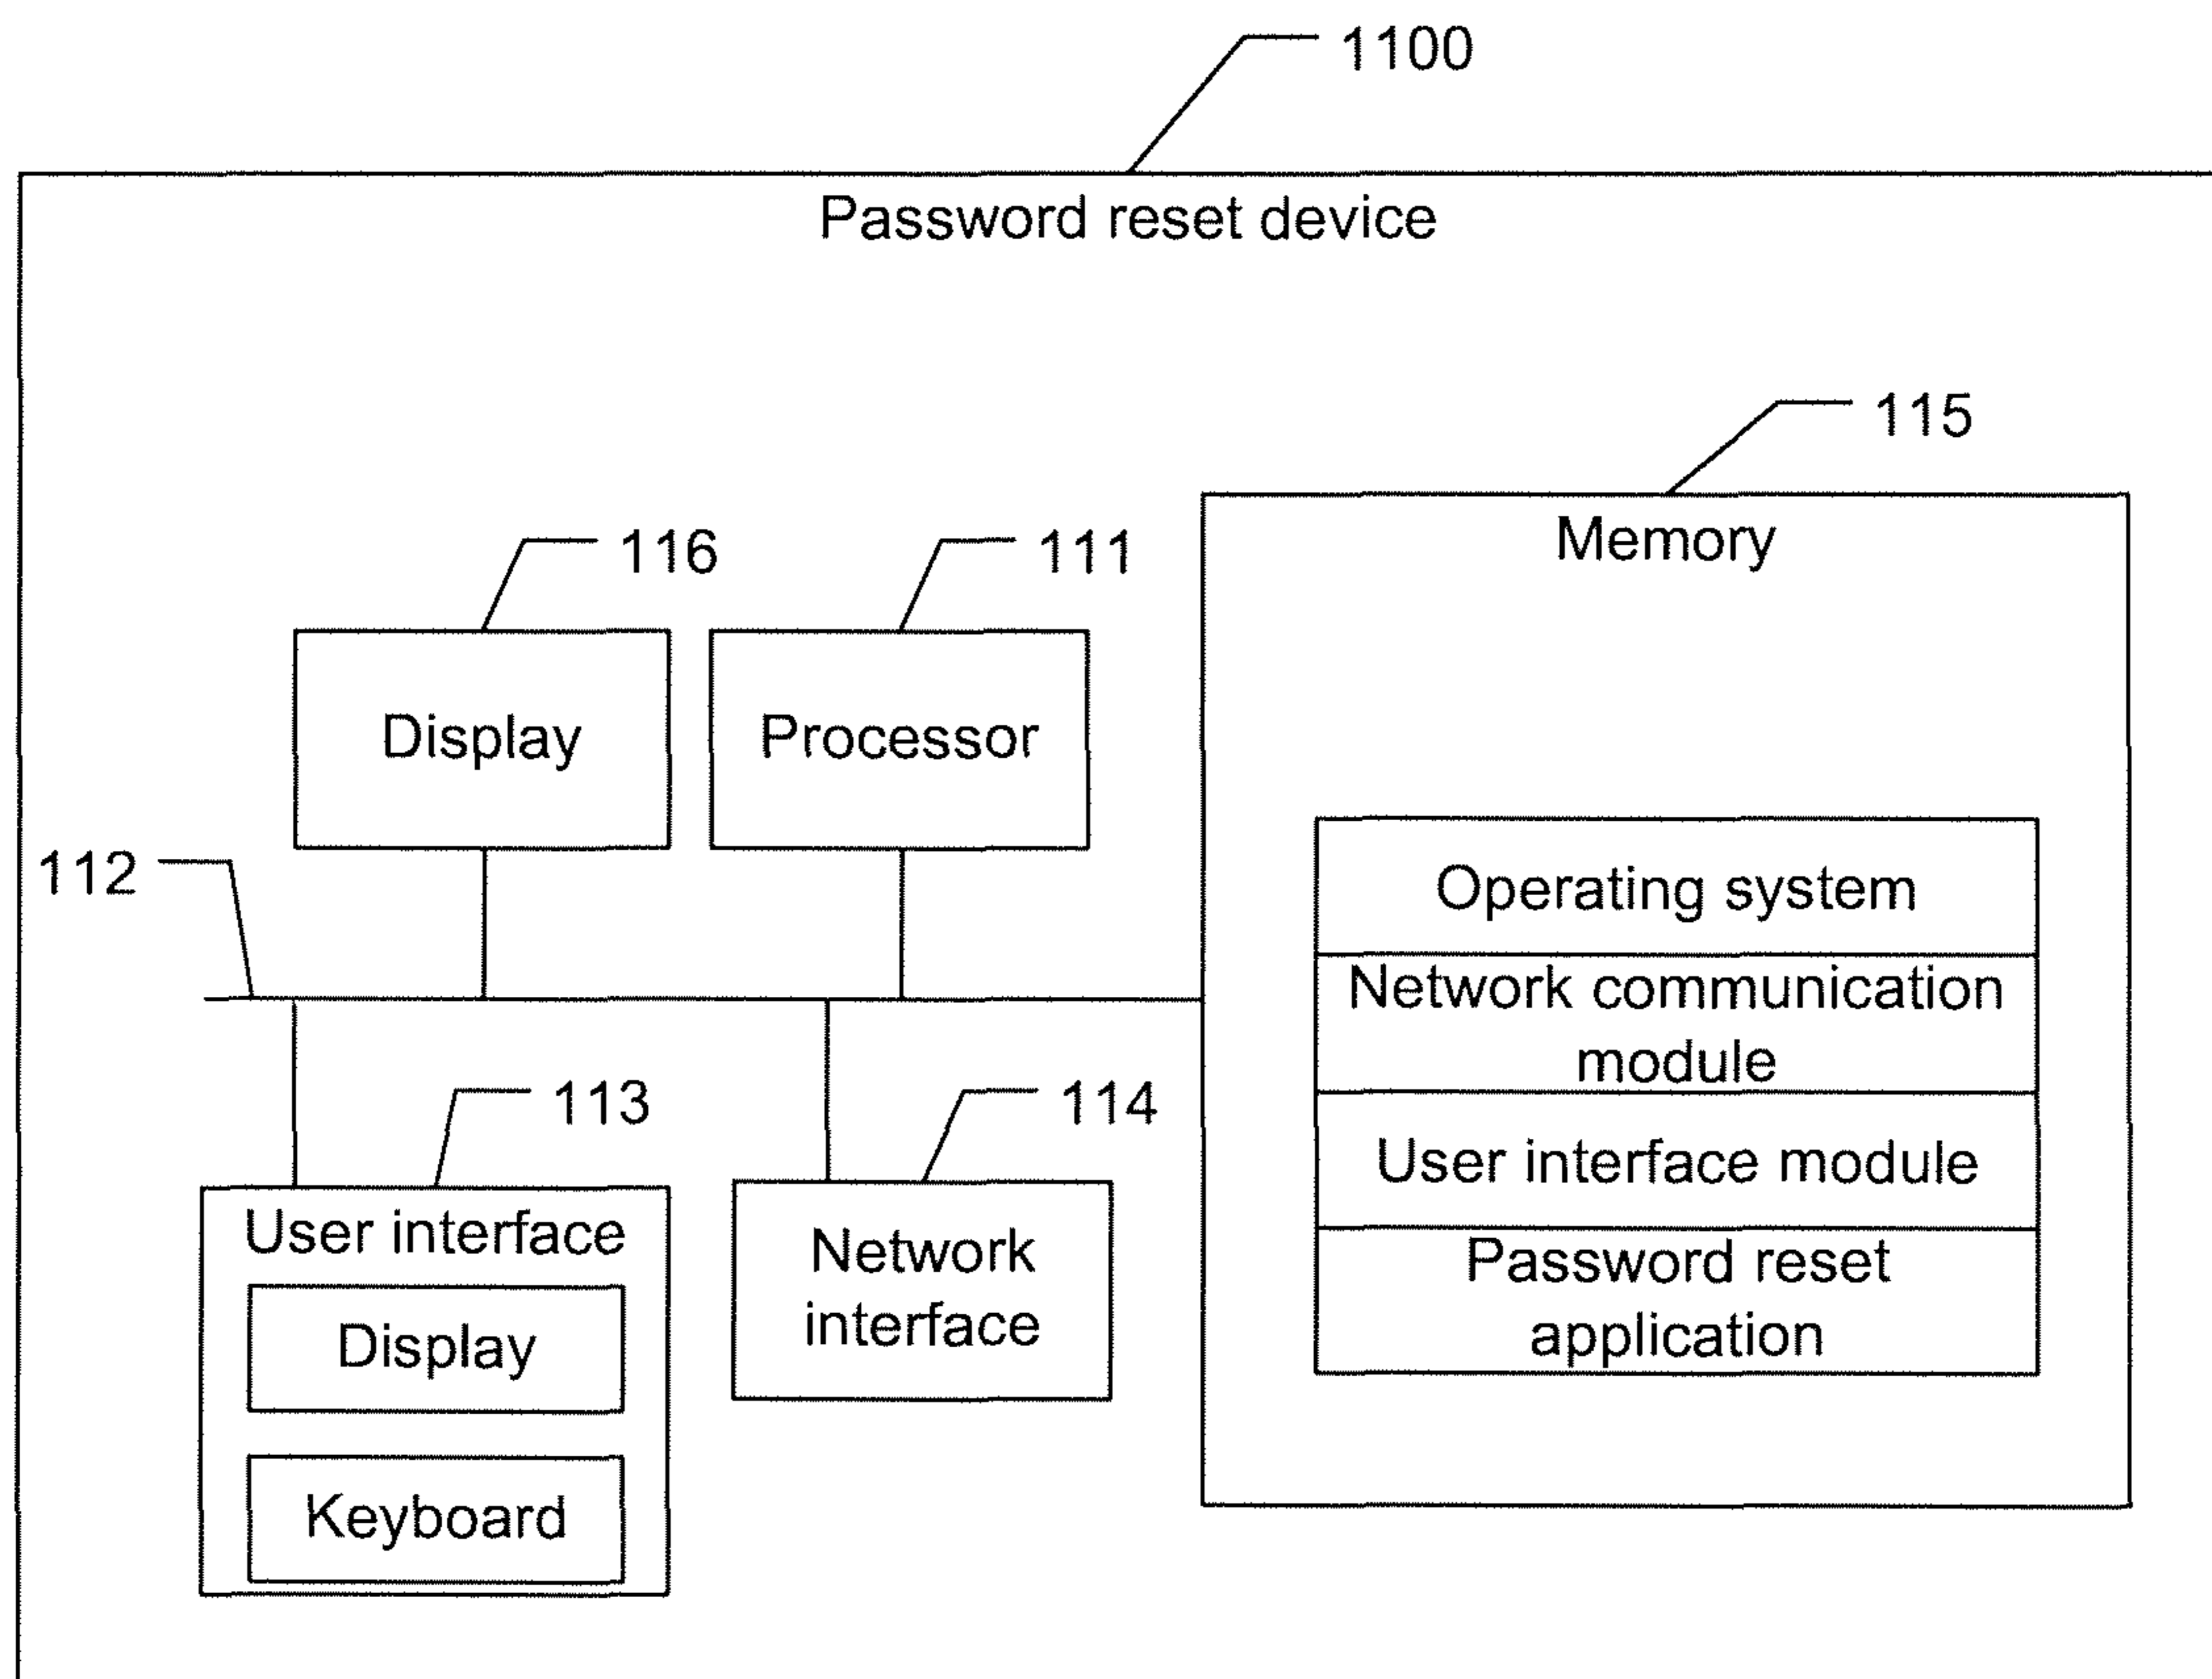 1100
Password reset device
115
Memory
116
111
Display
Processor
112
Operating system
Network communication
module
User interface module
Password reset
application
113
114
User interface
Display
Keyboard
Network
interface